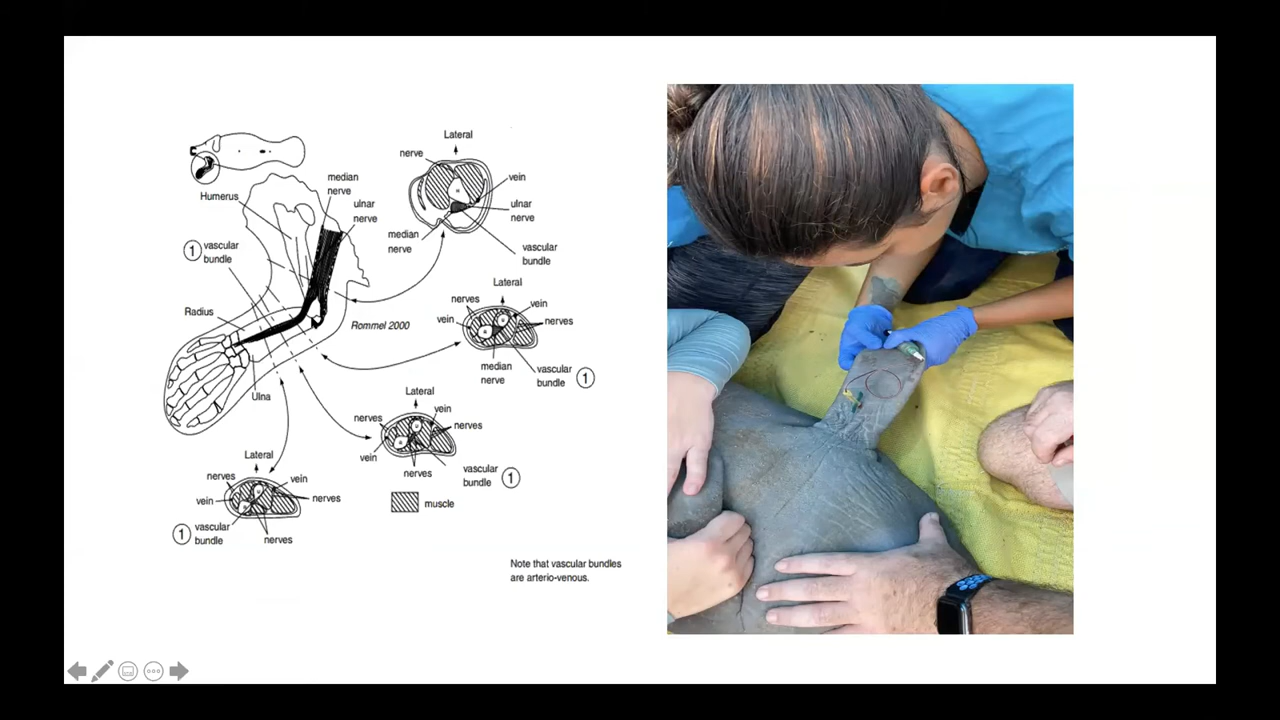 Lateral
nerve
vein
ulnar
nerve
median
nerve
vascular
bundle
median
nerve
ulnar
nerve
Humerus
1
vascular
bundle
Radius
Rommel 2000
Ulna
Lateral
nerves
vein
vein
nerves
median
nerve
vascular
bundle
1
Lateral
nerves
vein
nerves
vein
nerves
vascular
bundle
1
muscle
Lateral
nerves
vein
vein
nerves
1
vascular
bundle
nerves
Note that vascular bundles
are arterio-venous.